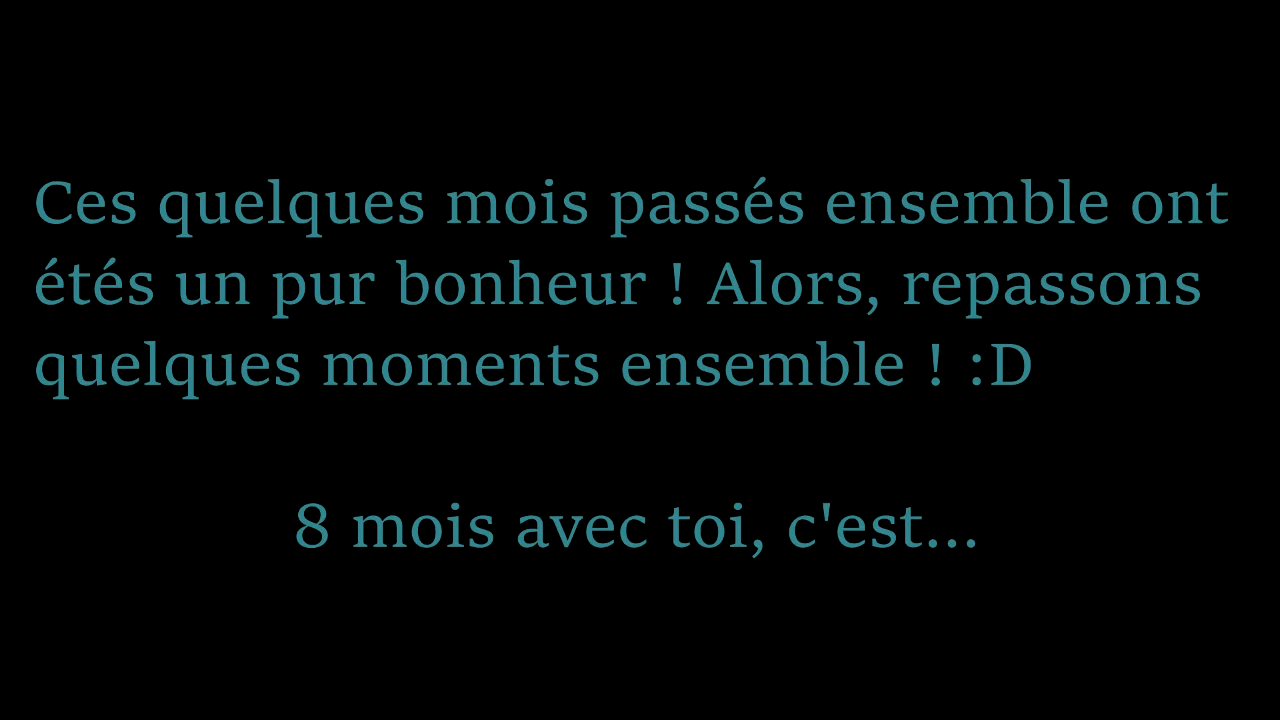 Ces quelques mois passés ensemble ont
étés un pur bonheur ! Alors, repassons
quelques moments ensemble ! :D
8 mois avec toi, c'est...